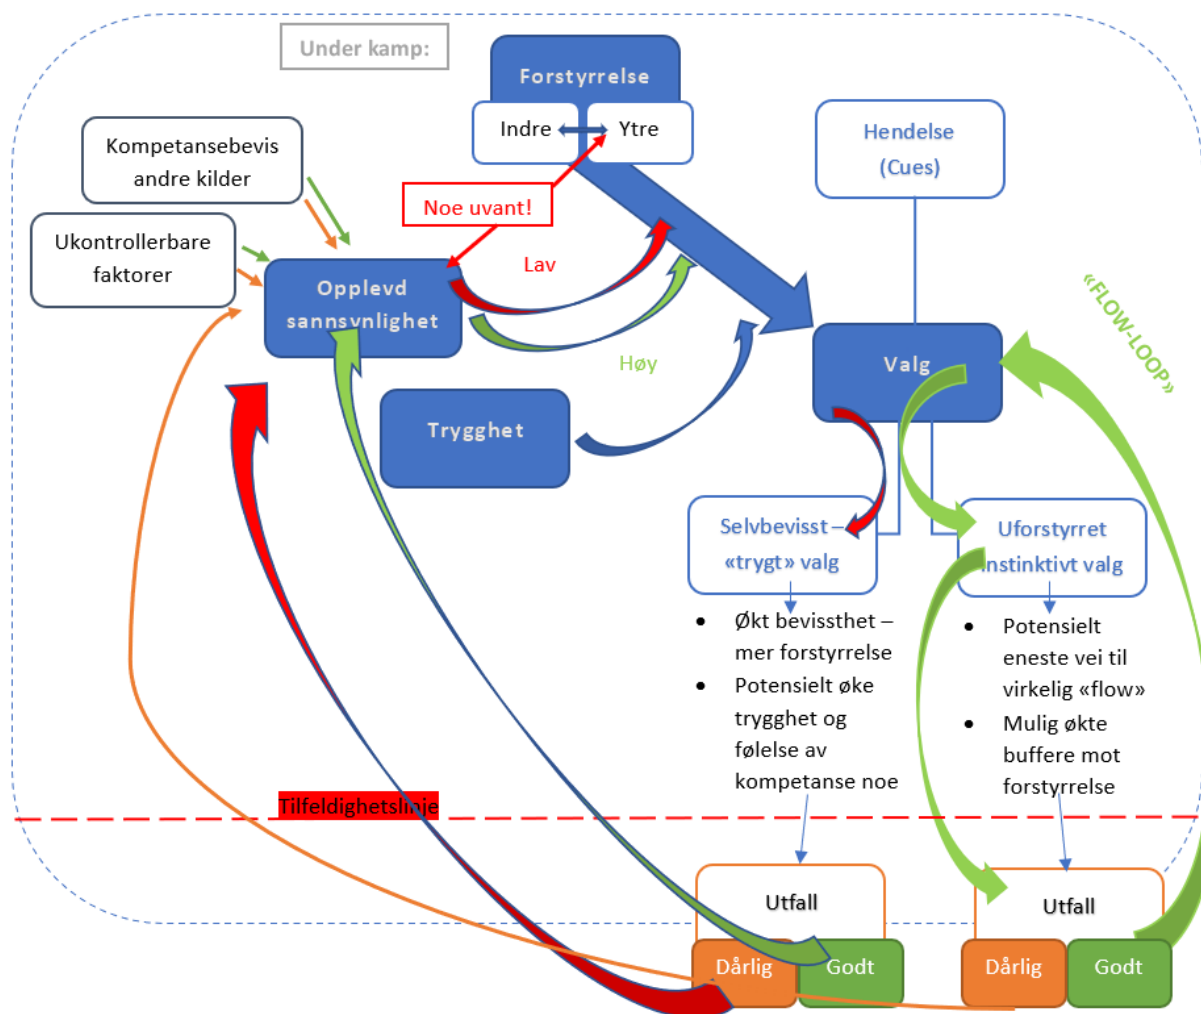 Under kamp:
Forstyrrelse
Indre
Ytre
Hendelse
(Cues)
Kompetansebevis
andre kilder
Noe uvant!
Ukontrollerbare
faktorer
Lav
Opplevd
sannsynlighet
«FLOW-LOOP»
Høy
Valg
Trygghet
Selvbevisst –
«trygt» valg
Uforstyrret
instinktivt valg
• Økt bevissthet –
mer forstyrrelse
• Potensielt øke
trygghet og
følelse av
kompetanse noe
• Potensielt
eneste vei til
virkelig «flow»
• Mulig økte
buffere mot
forstyrrelse
Tilfeldighetslinje
Utfall
Dårlig
Godt
Utfall
Dårlig
Godt